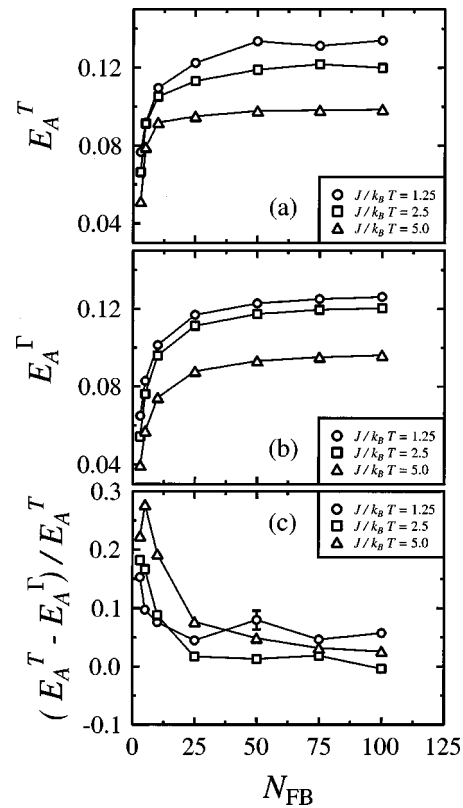 0.12
0.08
0.04
E_A^T
(a)
J / k_B T = 1.25
J / k_B T = 2.5
J / k_B T = 5.0
0.12
0.08
0.04
E_A^Γ
(b)
J / k_B T = 1.25
J / k_B T = 2.5
J / k_B T = 5.0
0.3
0.2
0.1
0.0
-0.1
( E_A^T - E_A^Γ ) / E_A^T
(c)
J / k_B T = 1.25
J / k_B T = 2.5
J / k_B T = 5.0
0 25 50 75 100 125
N_FB